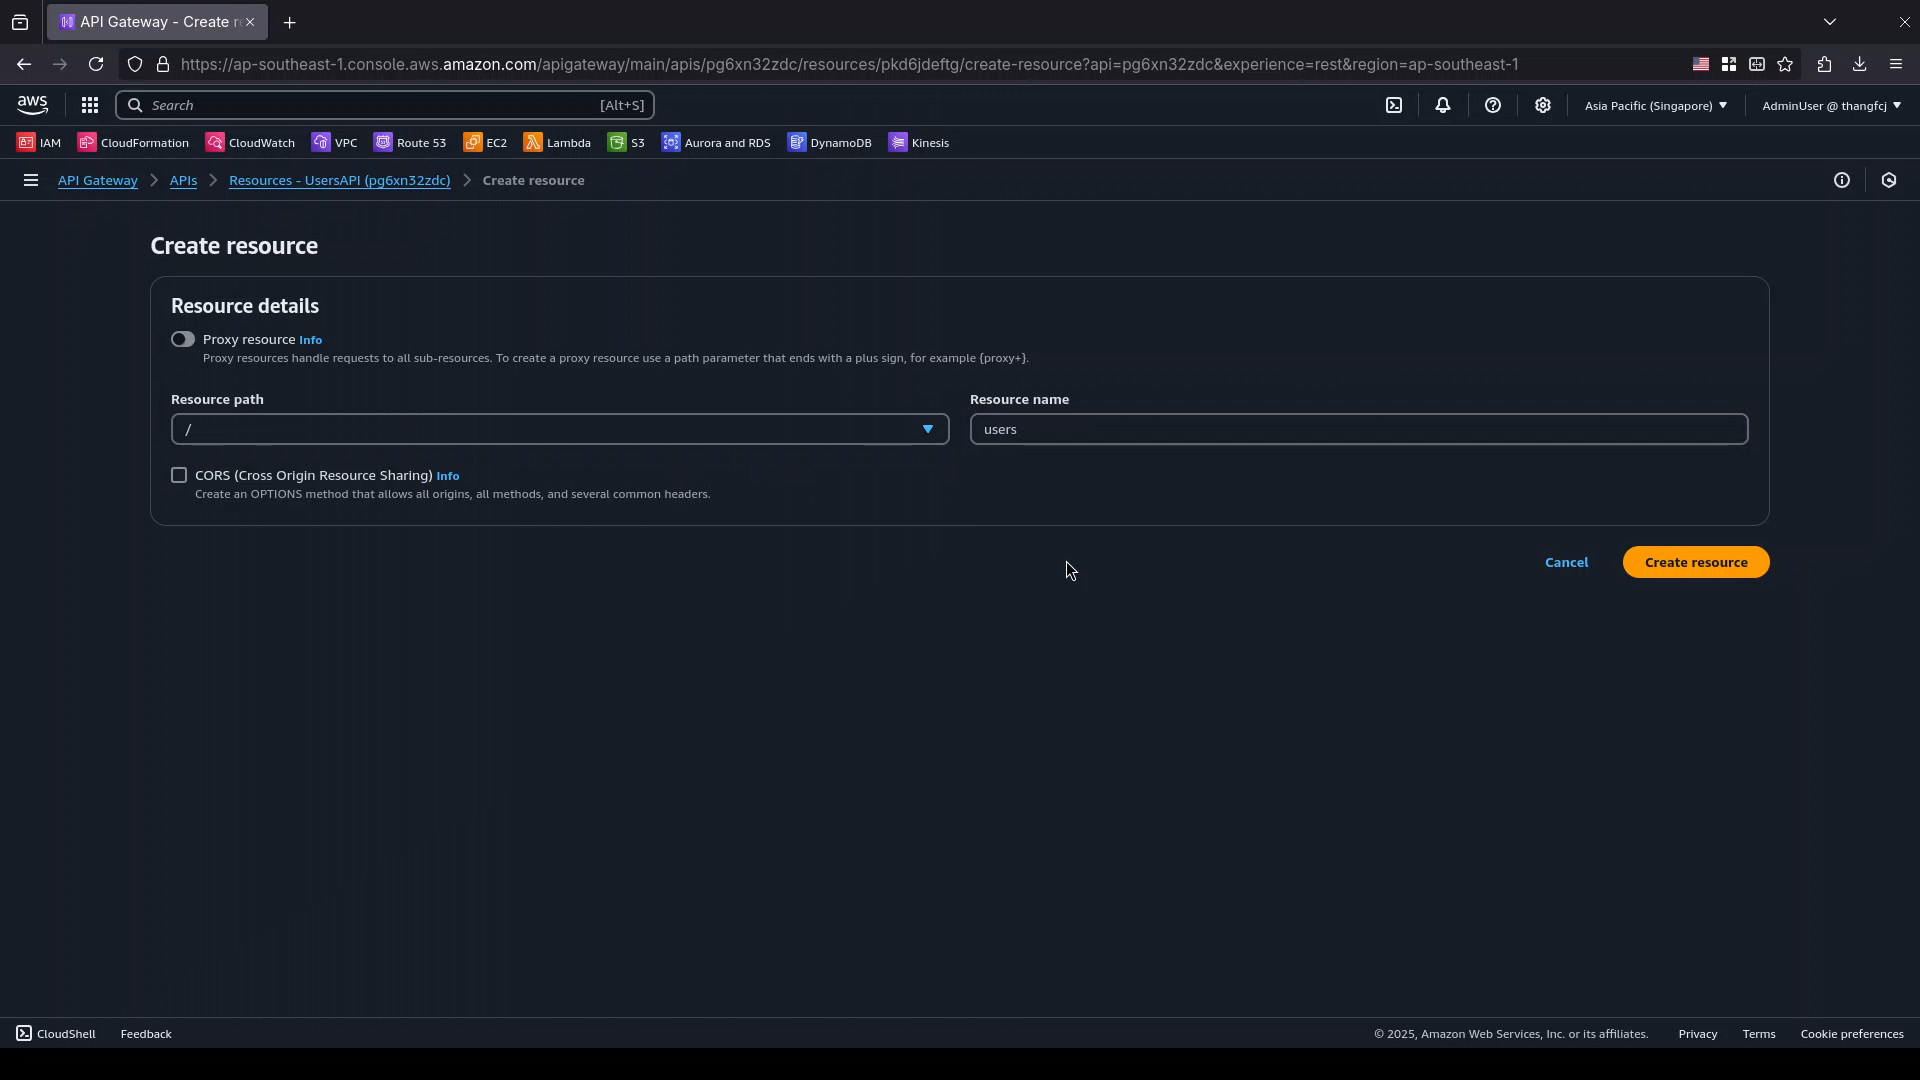 API Gateway - Create r
https://ap-southeast-1.console.aws.amazon.com/apigateway/main/apis/pg6xn32zdc/resources/pkd6jdeftg/create-resource?api=pg6xn32zdc&experience=rest&region=ap-southeast-1
aws Search [Alt+S] Asia Pacific (Singapore) AdminUser @ thangfcj
IAM CloudFormation CloudWatch VPC Route 53 EC2 Lambda S3 Aurora and RDS DynamoDB Kinesis
API Gateway APIs Resources - UsersAPI (pg6xn32zdc) Create resource
Create resource
Resource details
Proxy resource Info
Proxy resources handle requests to all sub-resources. To create a proxy resource use a path parameter that ends with a plus sign, for example {proxy+}.
Resource path Resource name
/ users
CORS (Cross Origin Resource Sharing) Info
Create an OPTIONS method that allows all origins, all methods, and several common headers.
Cancel Create resource
CloudShell Feedback © 2025, Amazon Web Services, Inc. or its affiliates. Privacy Terms Cookie preferences